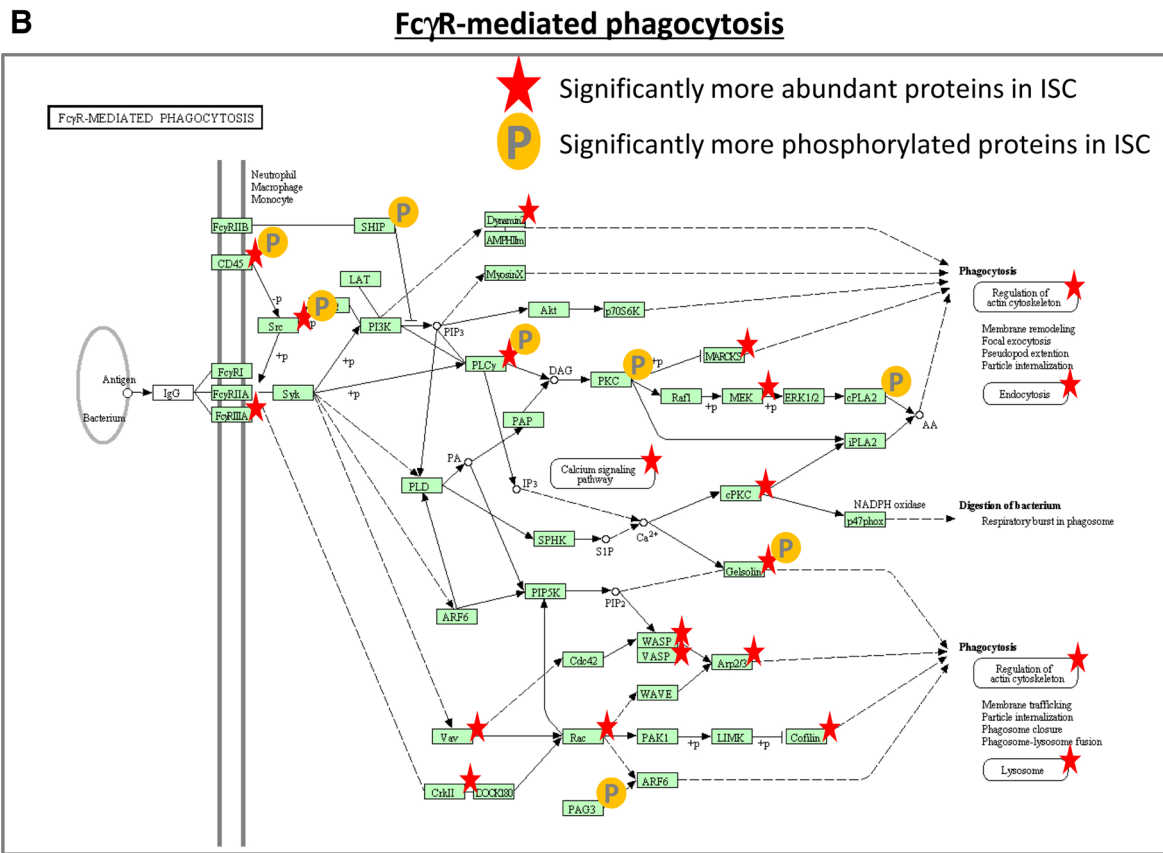 B
FcγR-mediated phagocytosis
Significantly more abundant proteins in ISC
P
Significantly more phosphorylated proteins in ISC
FcγR-MEDIATED PHAGOCYTOSIS
Neutrophil
Macrophage
Monocyte
FcγRIIB
SHIP
P
Dynamin2
AMPHIIm
CD45
P
LAT
MyosinX
Phagocytosis
Regulation of
actin cytoskeleton
-p
Src
P
PI3K
PIP3
Akt
p70S6K
Membrane remodeling
Focal exocytosis
Pseudopod extention
Particle internalization
+p
+p
PLCγ
P
DAG
PKC
P
+p
MARCKS
Endocytosis
Antigen
Bacterium
IgG
FcγRI
FcγRIIA
FcγRIIIA
Syk
+p
Raf1
+p
MEK
+p
ERK1/2
cPLA2
P
AA
PAP
iPLA2
PA
Calcium signaling
pathway
PLD
IP3
cPKC
NADPH oxidase
p47phox
Digestion of bacterium
Respiratory burst in phagosome
SPHK
S1P
Ca2+
Gelsolin
P
PIP5K
PIP2
ARF6
WASP
VASP
Cdc42
Arp2/3
Phagocytosis
Regulation of
actin cytoskeleton
WAVE
Membrane trafficking
Particle internalization
Phagosome closure
Phagosome-lysosome fusion
Vav
Rac
PAK1
+p
LIMK
+p
Cofilin
Lysosome
CrkII
DOCK180
ARF6
PAG3
P